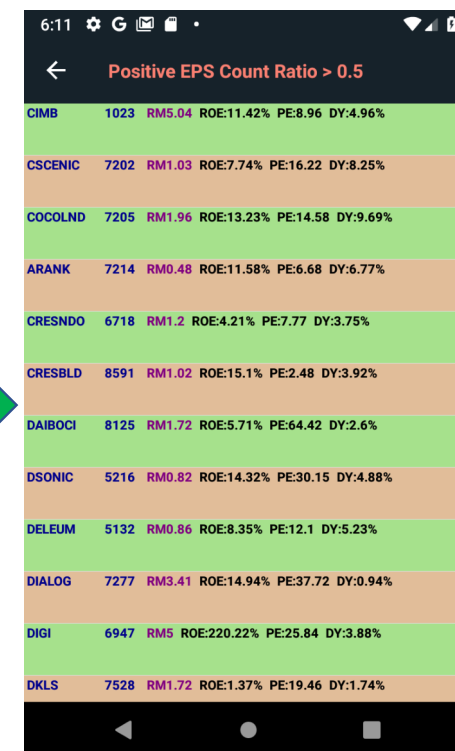 6:11 G
Positive EPS Count Ratio > 0.5
CIMB 1023 RM5.04 ROE:11.42% PE:8.96 DY:4.96%
CSCENIC 7202 RM1.03 ROE:7.74% PE:16.22 DY:8.25%
COCOLND 7205 RM1.96 ROE:13.23% PE:14.58 DY:9.69%
ARANK 7214 RM0.48 ROE:11.58% PE:6.68 DY:6.77%
CRESNDO 6718 RM1.2 ROE:4.21% PE:7.77 DY:3.75%
CRESBLD 8591 RM1.02 ROE:15.1% PE:2.48 DY:3.92%
DAIBOCI 8125 RM1.72 ROE:5.71% PE:64.42 DY:2.6%
DSONIC 5216 RM0.82 ROE:14.32% PE:30.15 DY:4.88%
DELEUM 5132 RM0.86 ROE:8.35% PE:12.1 DY:5.23%
DIALOG 7277 RM3.41 ROE:14.94% PE:37.72 DY:0.94%
DIGI 6947 RM5 ROE:220.22% PE:25.84 DY:3.88%
DKLS 7528 RM1.72 ROE:1.37% PE:19.46 DY:1.74%